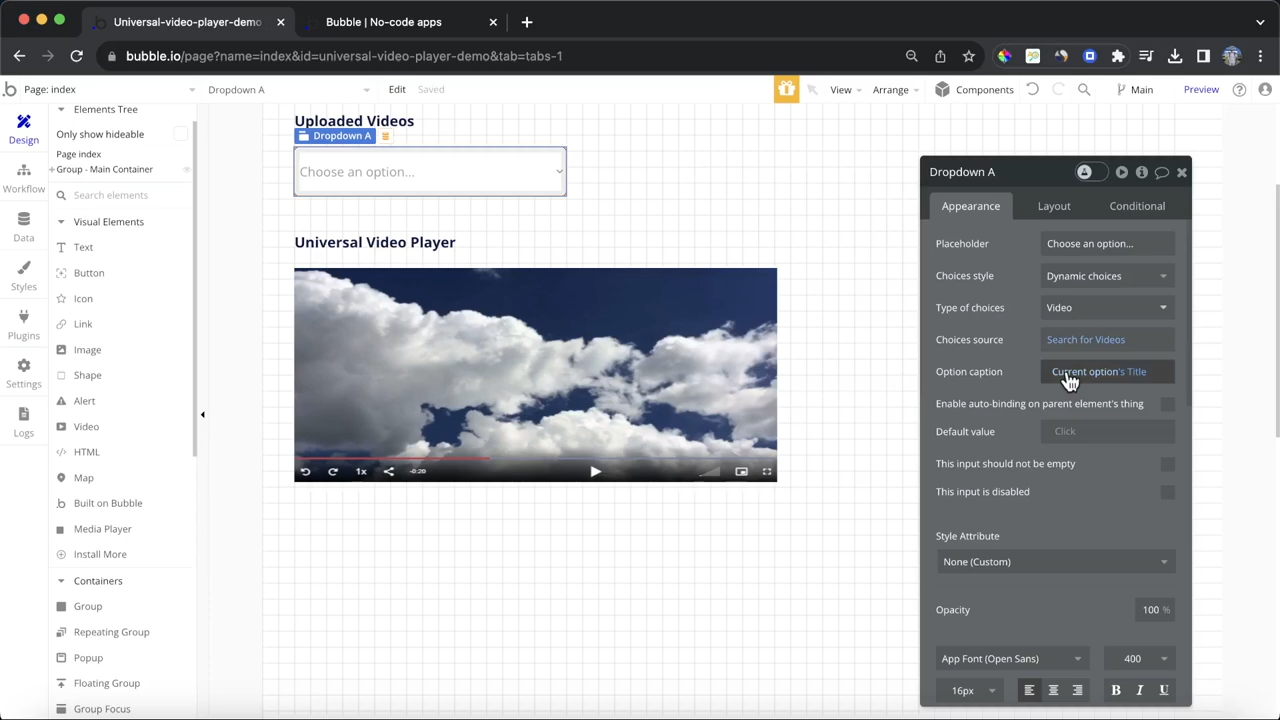 Universal-video-player-demo
Bubble | No-code apps
bubble.io/page?name=index&id=universal-video-player-demo&tab=tabs-1
Page: index
Dropdown A
Edit
Saved
View
Arrange
Components
Main
Preview
Design
Workflow
Data
Styles
Plugins
Settings
Logs
Elements Tree
Only show hideable
Page index
Group - Main Container
Search elements
Visual Elements
Text
Button
Icon
Link
Image
Shape
Alert
Video
HTML
Map
Built on Bubble
Media Player
Install More
Containers
Group
Repeating Group
Popup
Floating Group
Group Focus
Uploaded Videos
Dropdown A
Choose an option...
Universal Video Player
1x
-0:20
Dropdown A
Appearance
Layout
Conditional
Placeholder
Choose an option...
Choices style
Dynamic choices
Type of choices
Video
Choices source
Search for Videos
Option caption
Current option's Title
Enable auto-binding on parent element's thing
Default value
Click
This input should not be empty
This input is disabled
Style Attribute
None (Custom)
Opacity
100 %
App Font (Open Sans)
400
16px
B I U